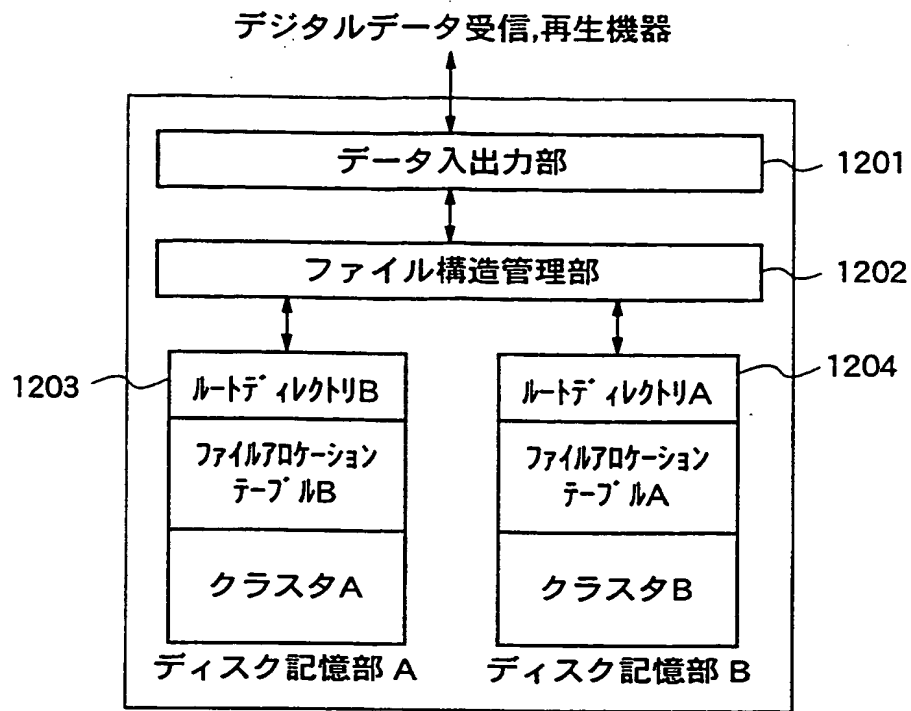 デジタルデータ受信,再生機器
データ入出力部
1201
ファイル構造管理部
1202
1203
ルートディレクトリB
ファイルアロケーション
テーブルB
クラスタA
ディスク記憶部 A
1204
ルートディレクトリA
ファイルアロケーション
テーブルA
クラスタB
ディスク記憶部 B